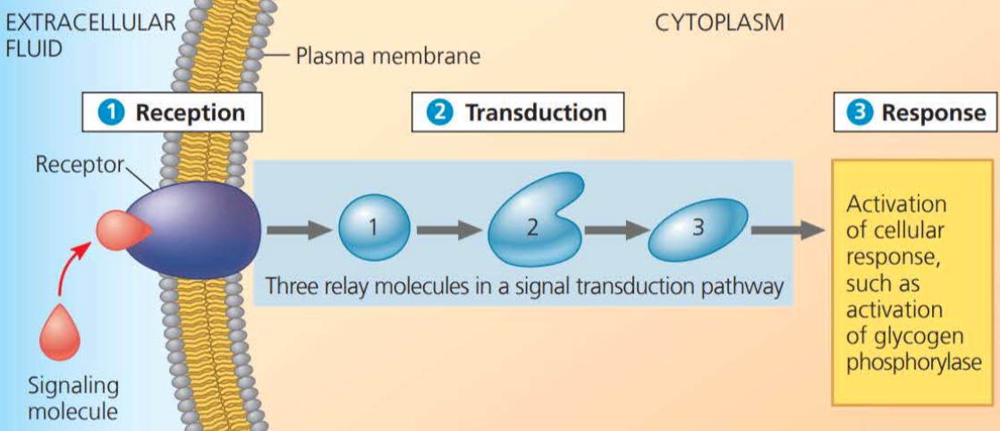 EXTRACELLULAR
FLUID
CYTOPLASM
Plasma membrane
1 Reception
2 Transduction
3 Response
Receptor
1
2
3
Three relay molecules in a signal transduction pathway
Activation
of cellular
response,
such as
activation
of glycogen
phosphorylase
Signaling
molecule